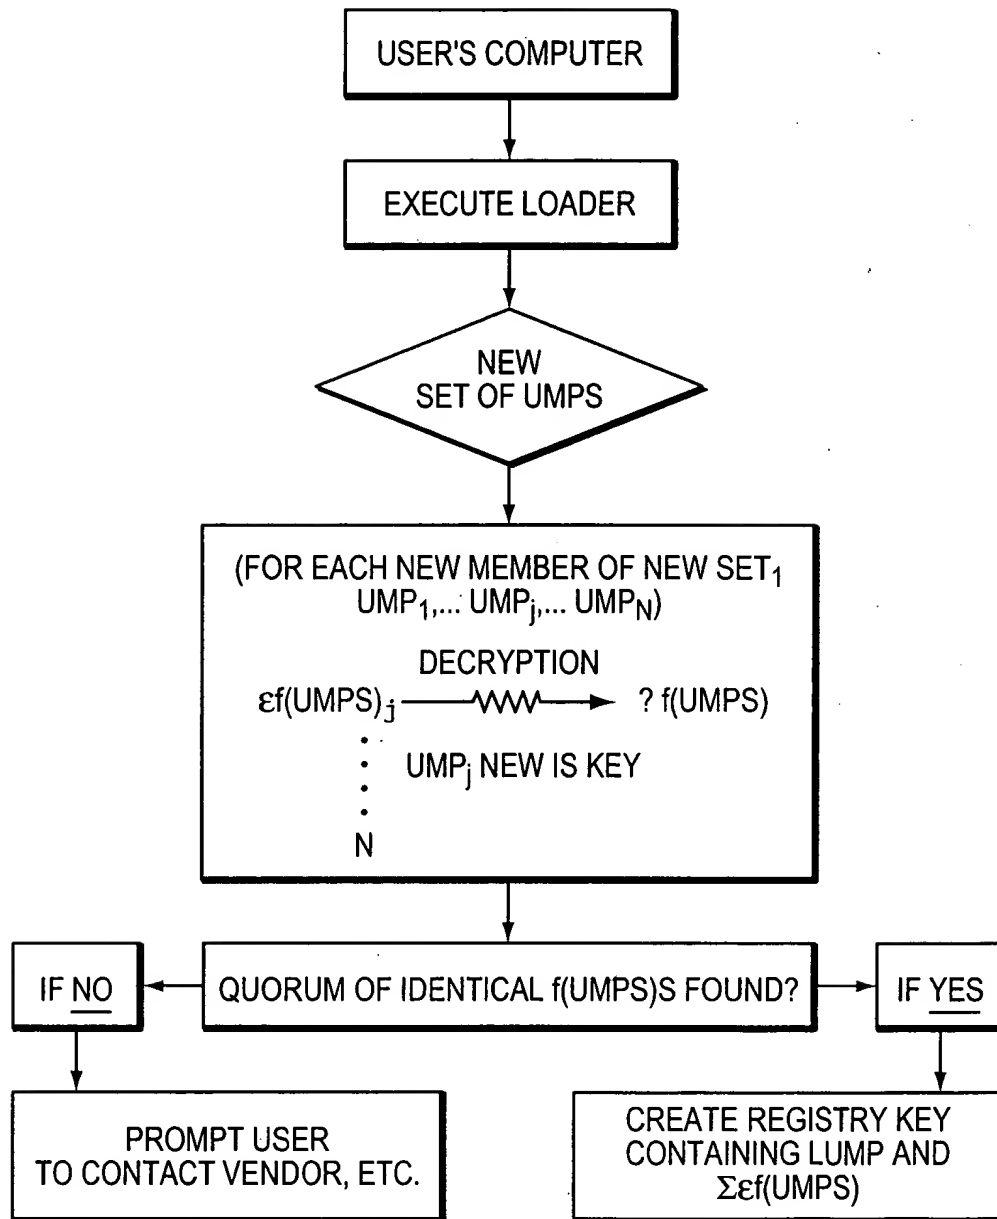 USER'S COMPUTER
EXECUTE LOADER
NEW
SET OF UMPS
(FOR EACH NEW MEMBER OF NEW SET₁
UMP₁,... UMPⱼ,... UMP_N)
DECRYPTION
εf(UMPS)ⱼ ? f(UMPS)
UMPⱼ NEW IS KEY
N
IF NO
QUORUM OF IDENTICAL f(UMPS)S FOUND?
IF YES
PROMPT USER
TO CONTACT VENDOR, ETC.
CREATE REGISTRY KEY
CONTAINING LUMP AND
Σεf(UMPS)